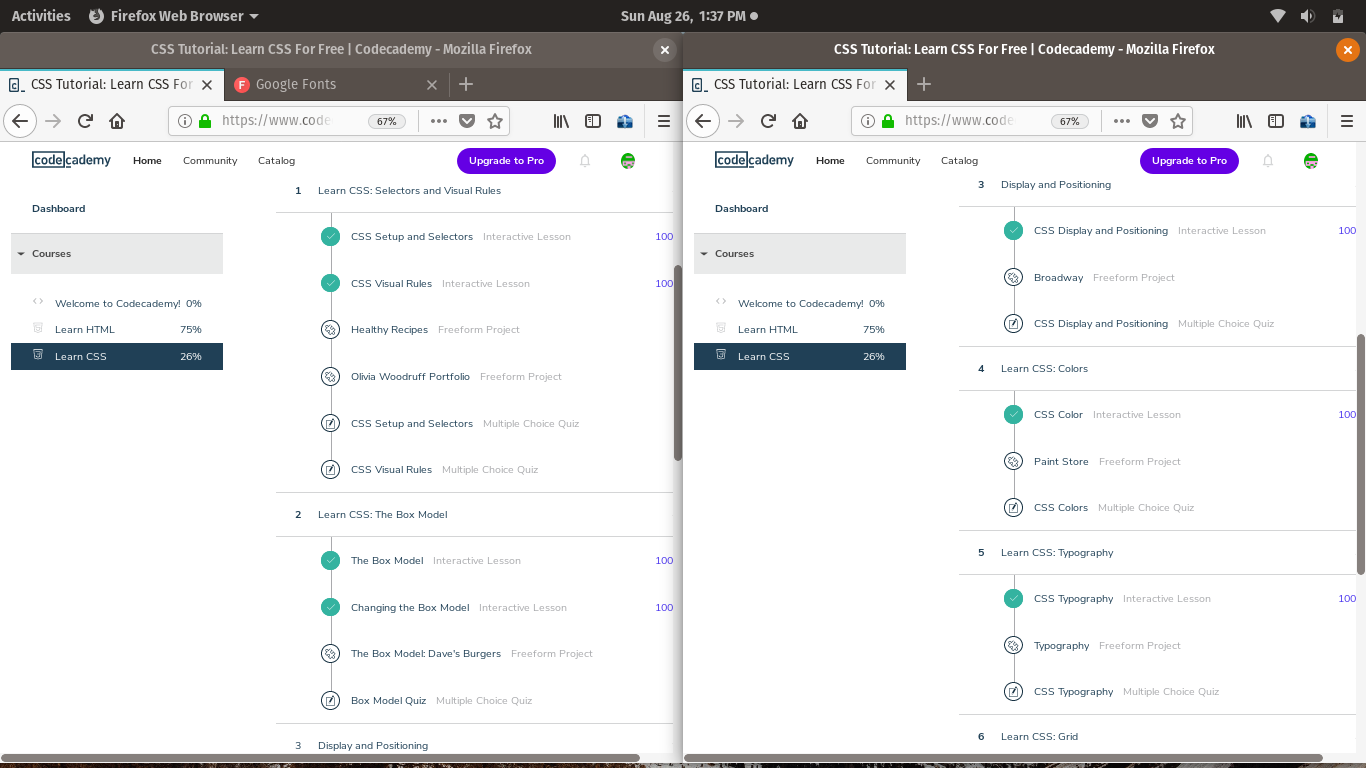 Activities Firefox Web Browser Sun Aug 26, 1:37 PM
CSS Tutorial: Learn CSS For Free | Codecademy - Mozilla Firefox
CSS Tutorial: Learn CSS For Google Fonts
https://www.code 67%
codecademy Home Community Catalog Upgrade to Pro
Dashboard
Courses
Welcome to Codecademy! 0%
Learn HTML 75%
Learn CSS 26%
1 Learn CSS: Selectors and Visual Rules
CSS Setup and Selectors Interactive Lesson 100
CSS Visual Rules Interactive Lesson 100
Healthy Recipes Freeform Project
Olivia Woodruff Portfolio Freeform Project
CSS Setup and Selectors Multiple Choice Quiz
CSS Visual Rules Multiple Choice Quiz
2 Learn CSS: The Box Model
The Box Model Interactive Lesson 100
Changing the Box Model Interactive Lesson 100
The Box Model: Dave's Burgers Freeform Project
Box Model Quiz Multiple Choice Quiz
3 Display and Positioning
CSS Tutorial: Learn CSS For Free | Codecademy - Mozilla Firefox
CSS Tutorial: Learn CSS For
https://www.code 67%
codecademy Home Community Catalog Upgrade to Pro
Dashboard
Courses
Welcome to Codecademy! 0%
Learn HTML 75%
Learn CSS 26%
3 Display and Positioning
CSS Display and Positioning Interactive Lesson 100
Broadway Freeform Project
CSS Display and Positioning Multiple Choice Quiz
4 Learn CSS: Colors
CSS Color Interactive Lesson 100
Paint Store Freeform Project
CSS Colors Multiple Choice Quiz
5 Learn CSS: Typography
CSS Typography Interactive Lesson 100
Typography Freeform Project
CSS Typography Multiple Choice Quiz
6 Learn CSS: Grid